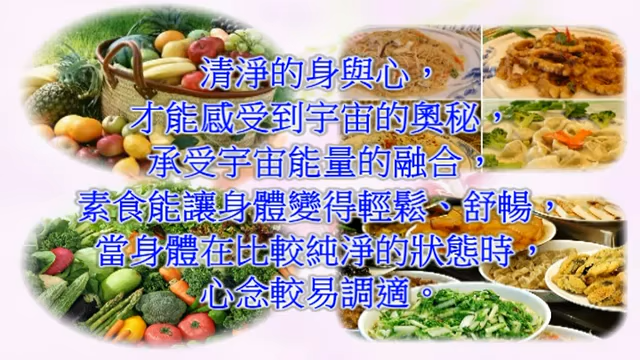 清淨的身與心，
才能感受到宇宙的奧秘，
承受宇宙能量的融合，
素食能讓身體變得輕鬆、舒暢，
當身體在比較純淨的狀態時，
心念較易調適。